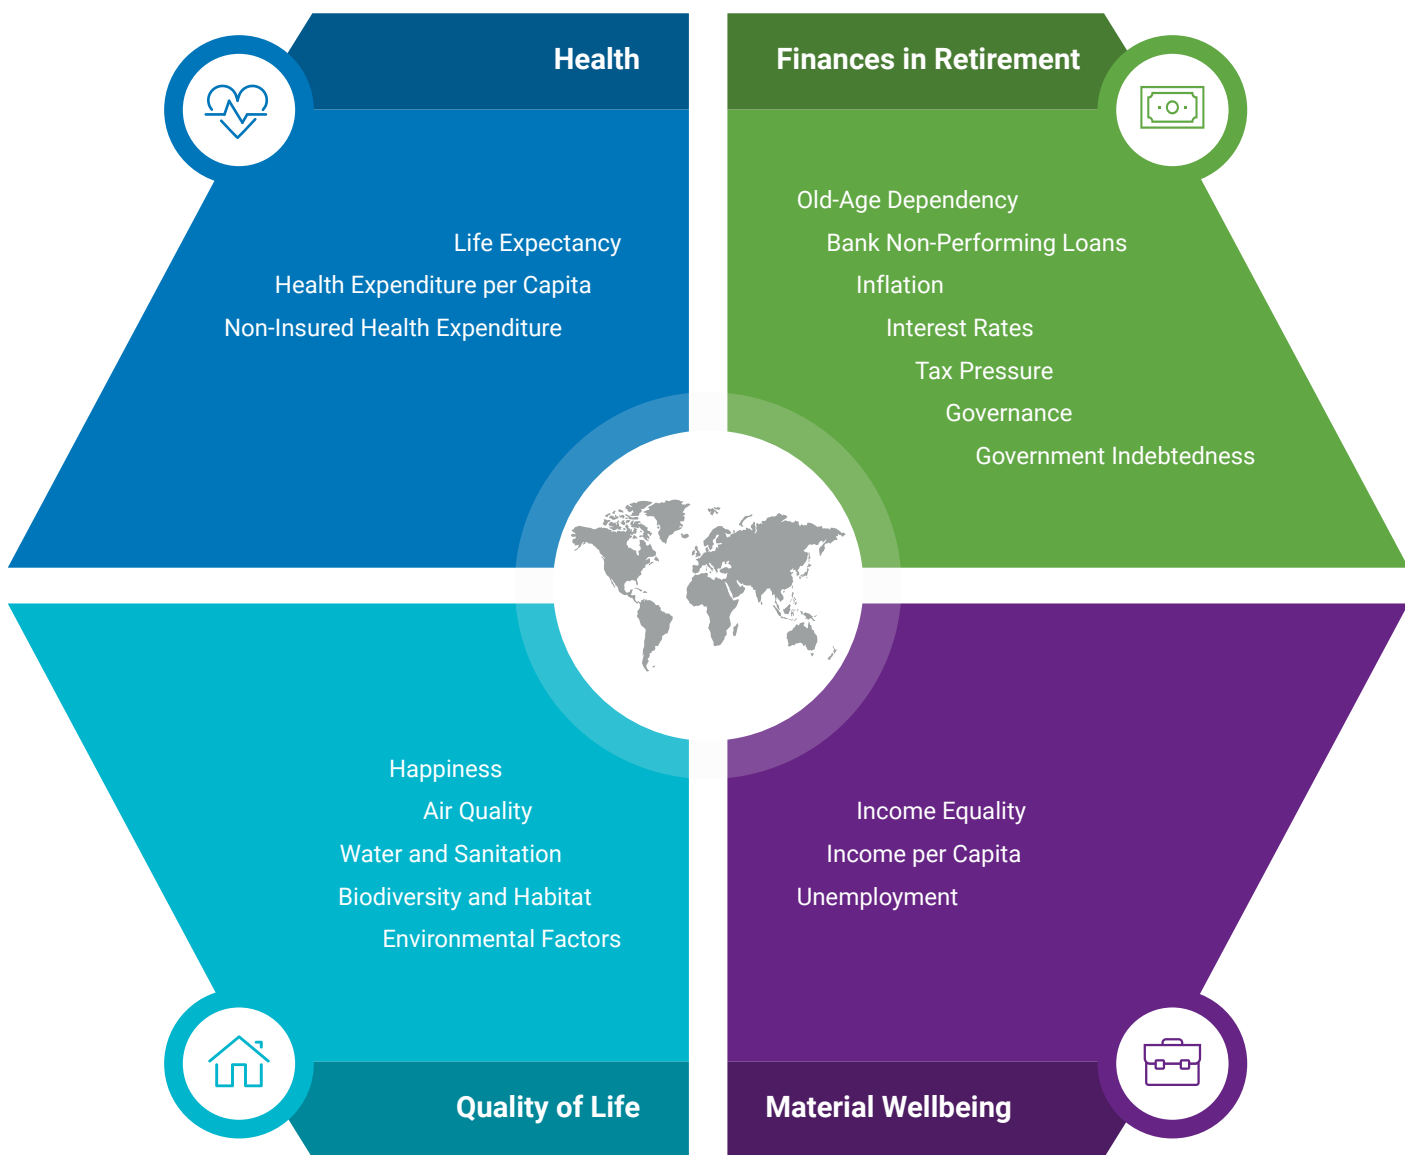 Health
Life Expectancy
Health Expenditure per Capita
Non-Insured Health Expenditure
Finances in Retirement
Old-Age Dependency
Bank Non-Performing Loans
Inflation
Interest Rates
Tax Pressure
Governance
Government Indebtedness
Happiness
Air Quality
Water and Sanitation
Biodiversity and Habitat
Environmental Factors
Quality of Life
Income Equality
Income per Capita
Unemployment
Material Wellbeing